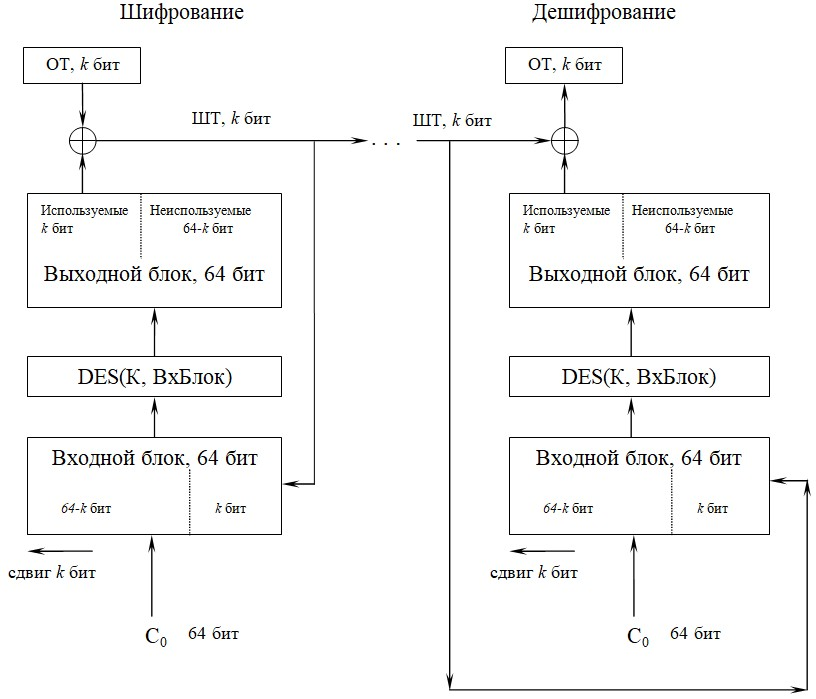 Шифрование
ОТ, k бит
ШТ, k бит
Используемые
k бит
Неиспользуемые
64-k бит
Выходной блок, 64 бит
DES(К, ВхБлок)
Входной блок, 64 бит
64-k бит
k бит
сдвиг k бит
C0 64 бит
. . .
Дешифрование
ОТ, k бит
ШТ, k бит
Используемые
k бит
Неиспользуемые
64-k бит
Выходной блок, 64 бит
DES(К, ВхБлок)
Входной блок, 64 бит
64-k бит
k бит
сдвиг k бит
C0 64 бит